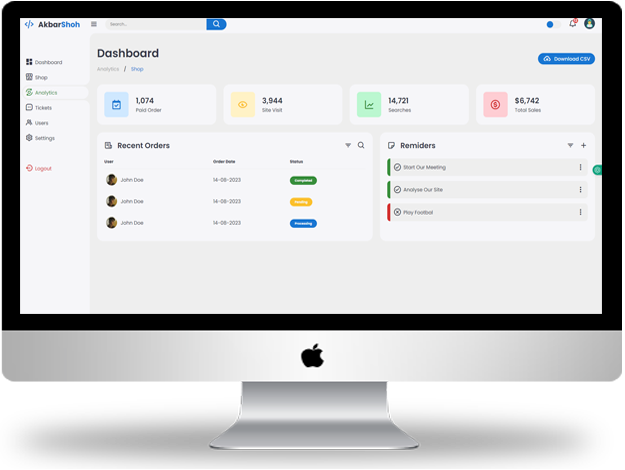 </> AkbarShoh
Search...
Dashboard
Shop
Analytics
Tickets
Users
Settings
Logout
Dashboard
Analytics / Shop
Download CSV
1,074
Paid Order
3,944
Site Visit
14,721
Searches
$6,742
Total Sales
Recent Orders
User Order Date Status
John Doe 14-08-2023 Completed
John Doe 14-08-2023 Pending
John Doe 14-08-2023 Processing
Remiders
Start Our Meeting
Analyse Our Site
Play Footbal